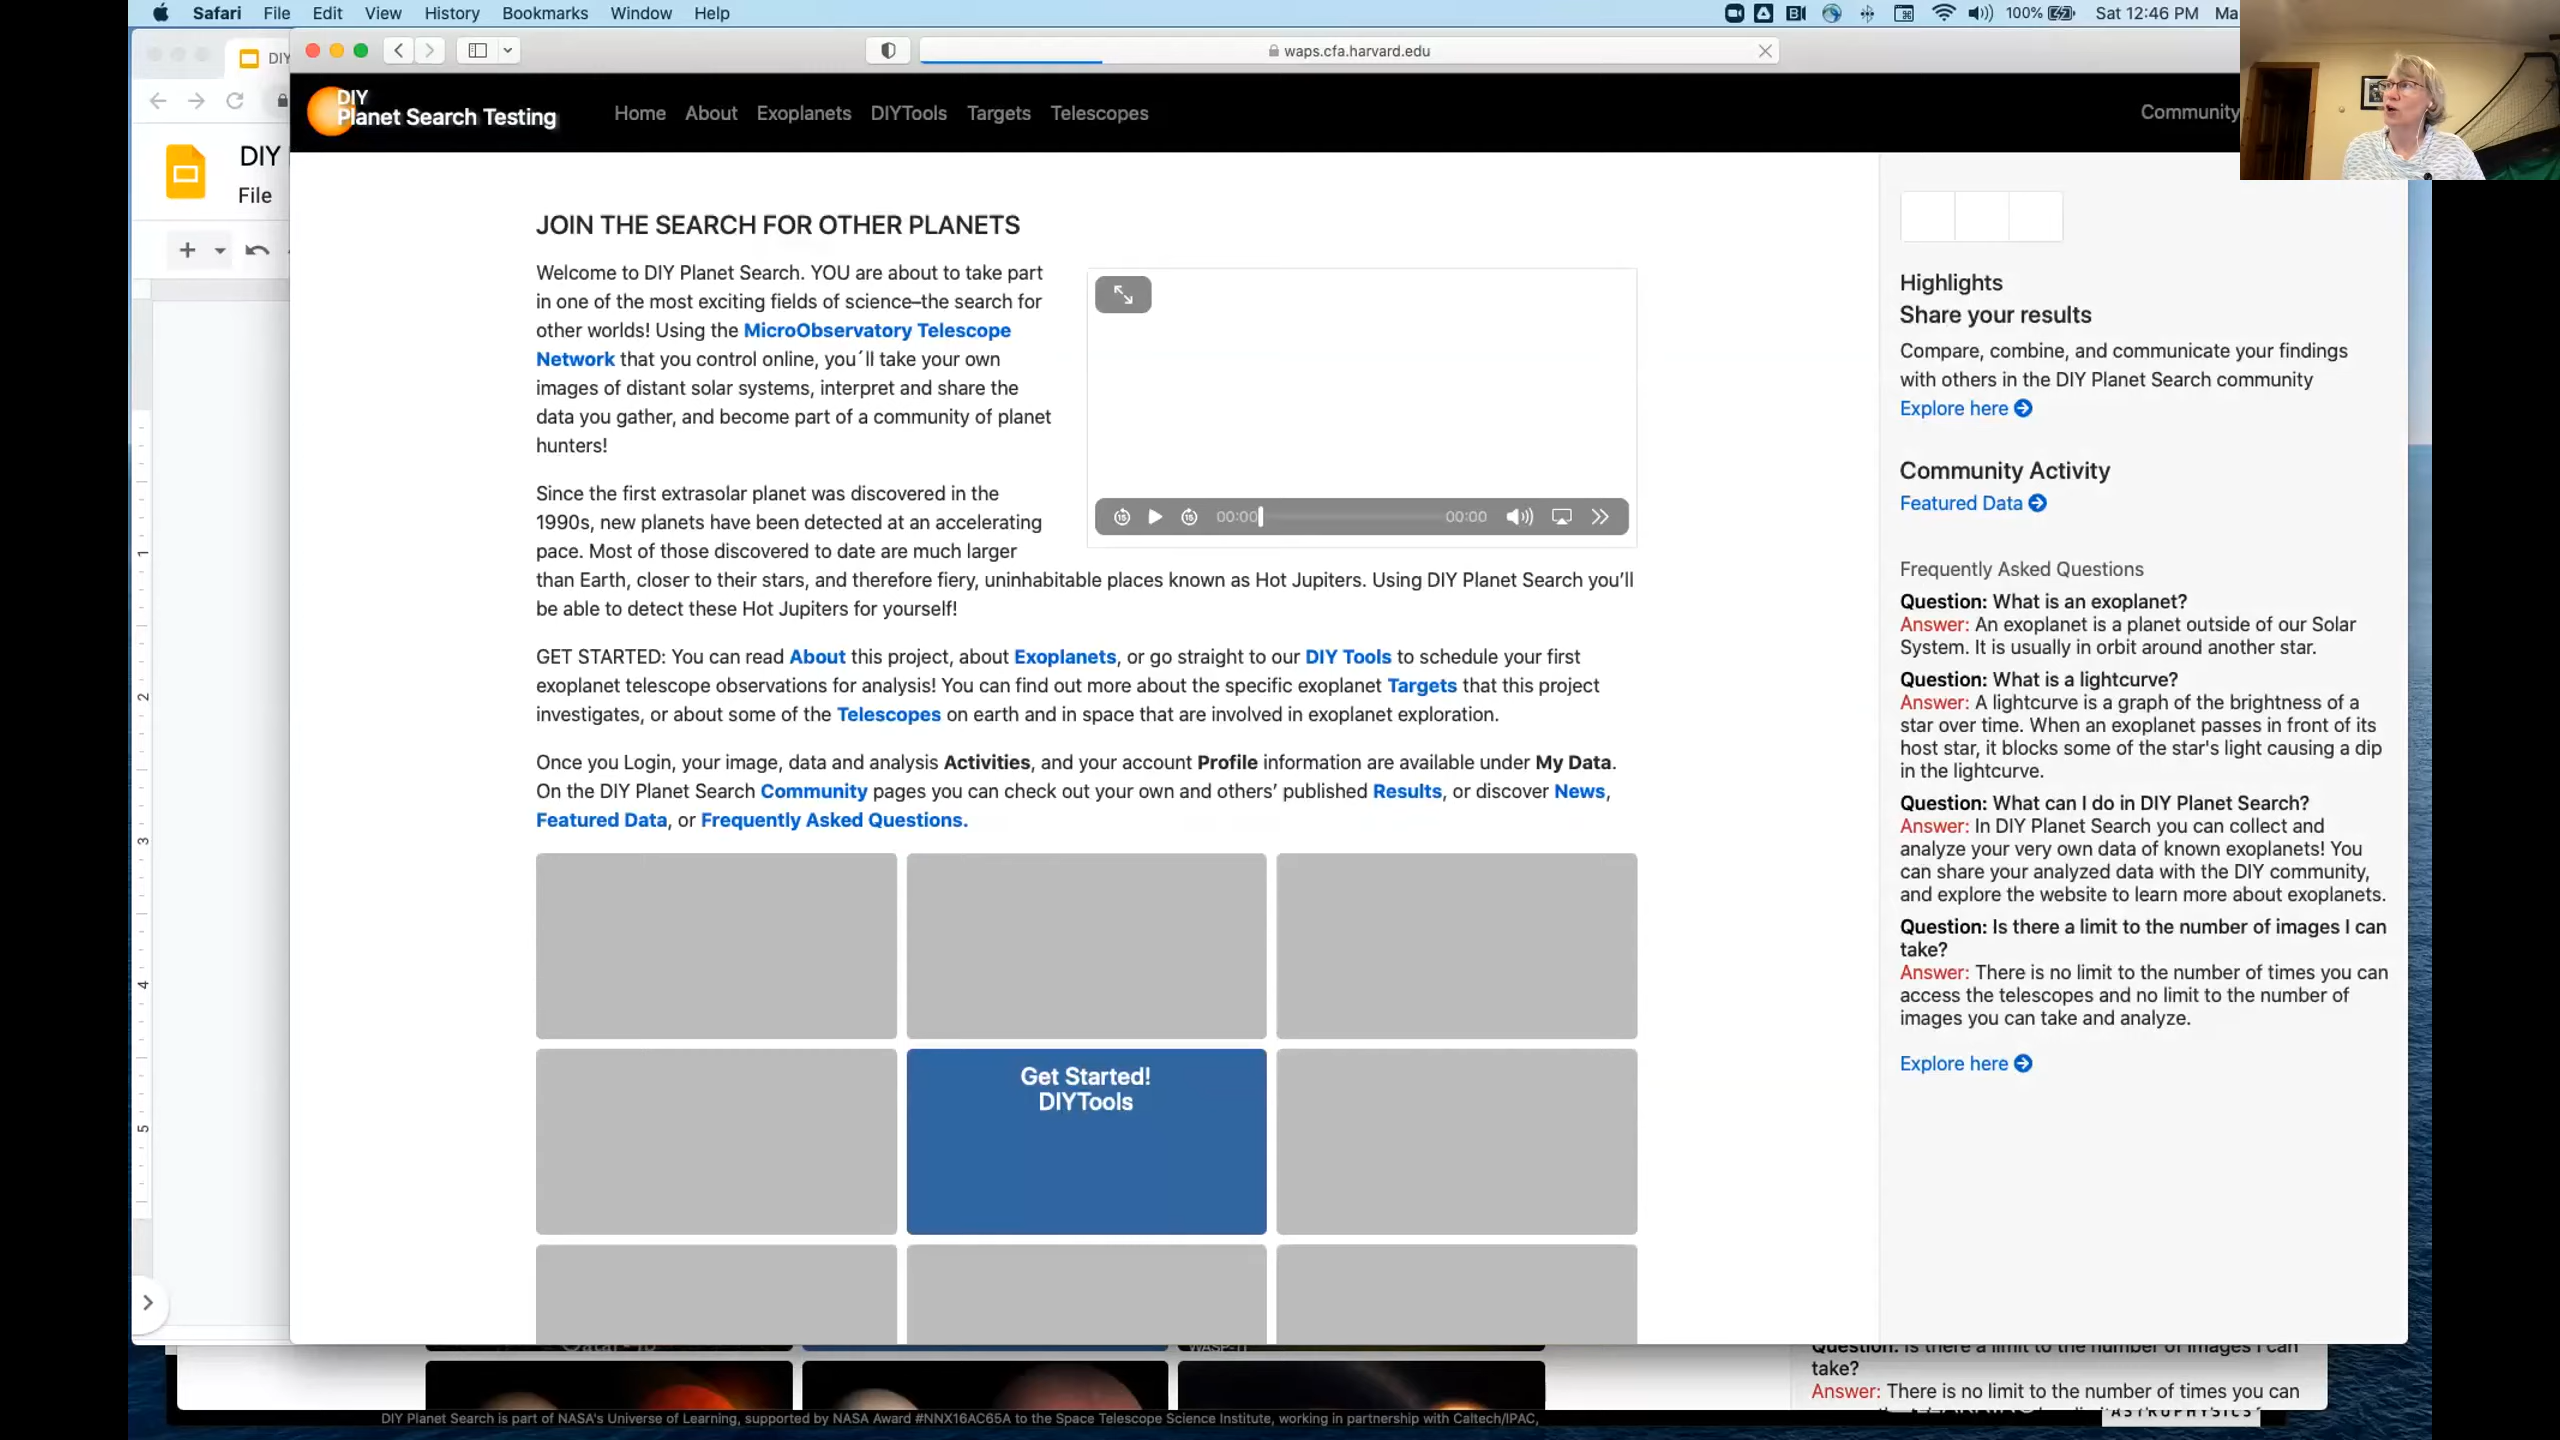 Safari File Edit View History Bookmarks Window Help
100% Sat 12:46 PM Ma
DIY
waps.cfa.harvard.edu
DIY
Planet Search Testing
Home About Exoplanets DIYTools Targets Telescopes
Community
DIY
File
JOIN THE SEARCH FOR OTHER PLANETS
Welcome to DIY Planet Search. YOU are about to take part
in one of the most exciting fields of science–the search for
other worlds! Using the MicroObservatory Telescope
Network that you control online, you´ll take your own
images of distant solar systems, interpret and share the
data you gather, and become part of a community of planet
hunters!
Since the first extrasolar planet was discovered in the
1990s, new planets have been detected at an accelerating
pace. Most of those discovered to date are much larger
than Earth, closer to their stars, and therefore fiery, uninhabitable places known as Hot Jupiters. Using DIY Planet Search you’ll
be able to detect these Hot Jupiters for yourself!
15 15 00:00 00:00
GET STARTED: You can read About this project, about Exoplanets, or go straight to our DIY Tools to schedule your first
exoplanet telescope observations for analysis! You can find out more about the specific exoplanet Targets that this project
investigates, or about some of the Telescopes on earth and in space that are involved in exoplanet exploration.
Once you Login, your image, data and analysis Activities, and your account Profile information are available under My Data.
On the DIY Planet Search Community pages you can check out your own and others’ published Results, or discover News,
Featured Data, or Frequently Asked Questions.
Get Started!
DIYTools
Highlights
Share your results
Compare, combine, and communicate your findings
with others in the DIY Planet Search community
Explore here
Community Activity
Featured Data
Frequently Asked Questions
Question: What is an exoplanet?
Answer: An exoplanet is a planet outside of our Solar
System. It is usually in orbit around another star.
Question: What is a lightcurve?
Answer: A lightcurve is a graph of the brightness of a
star over time. When an exoplanet passes in front of its
host star, it blocks some of the star's light causing a dip
in the lightcurve.
Question: What can I do in DIY Planet Search?
Answer: In DIY Planet Search you can collect and
analyze your very own data of known exoplanets! You
can share your analyzed data with the DIY community,
and explore the website to learn more about exoplanets.
Question: Is there a limit to the number of images I can
take?
Answer: There is no limit to the number of times you can
access the telescopes and no limit to the number of
images you can take and analyze.
Explore here
1
2
3
4
5
Question: Is there a limit to the number of images I can
take?
Answer: There is no limit to the number of times you can
ASTROPHYSICS
DIY Planet Search is part of NASA's Universe of Learning, supported by NASA Award #NNX16AC65A to the Space Telescope Science Institute, working in partnership with Caltech/IPAC,